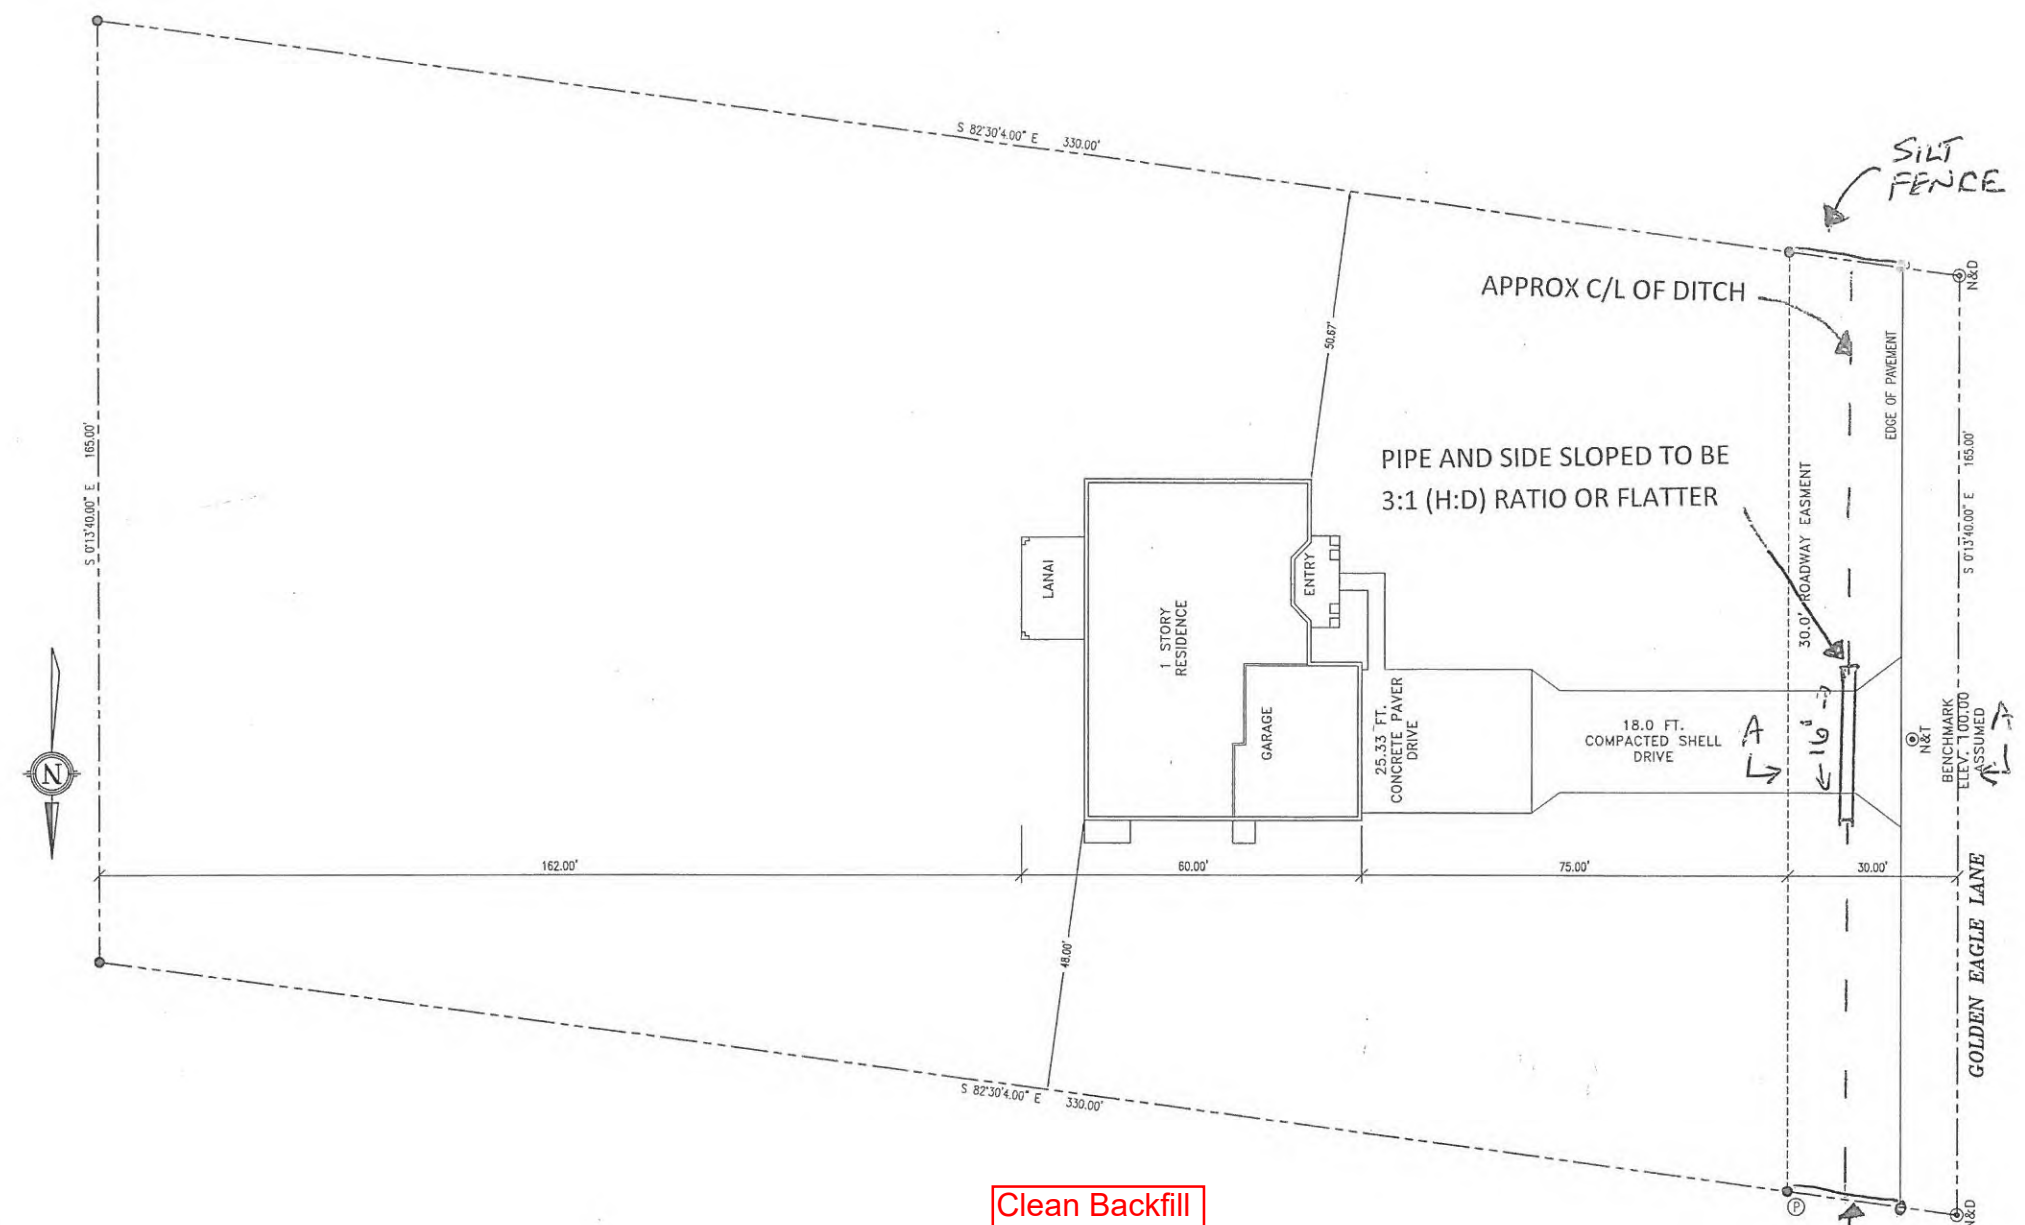 S 82°30'4.00" E 330.00'
SILT
FENCE
N&D
APPROX C/L OF DITCH
EDGE OF PAVEMENT
50.67'
S 0°13'40.00" E 165.00'
S 0°13'40.00" E 165.00'
PIPE AND SIDE SLOPED TO BE
3:1 (H:D) RATIO OR FLATTER
30.0' ROADWAY EASMENT
LANAI
ENTRY
1 STORY
RESIDENCE
GARAGE
25.33 FT.
CONCRETE PAVER
DRIVE
18.0 FT.
COMPACTED SHELL
DRIVE
A
16'
N&T
BENCHMARK
ELEV. 100.00
ASSUMED
A
N
162.00'
60.00'
75.00'
30.00'
GOLDEN EAGLE LANE
48.00'
S 82°30'4.00" E 330.00'
Clean Backfill
P
N&D